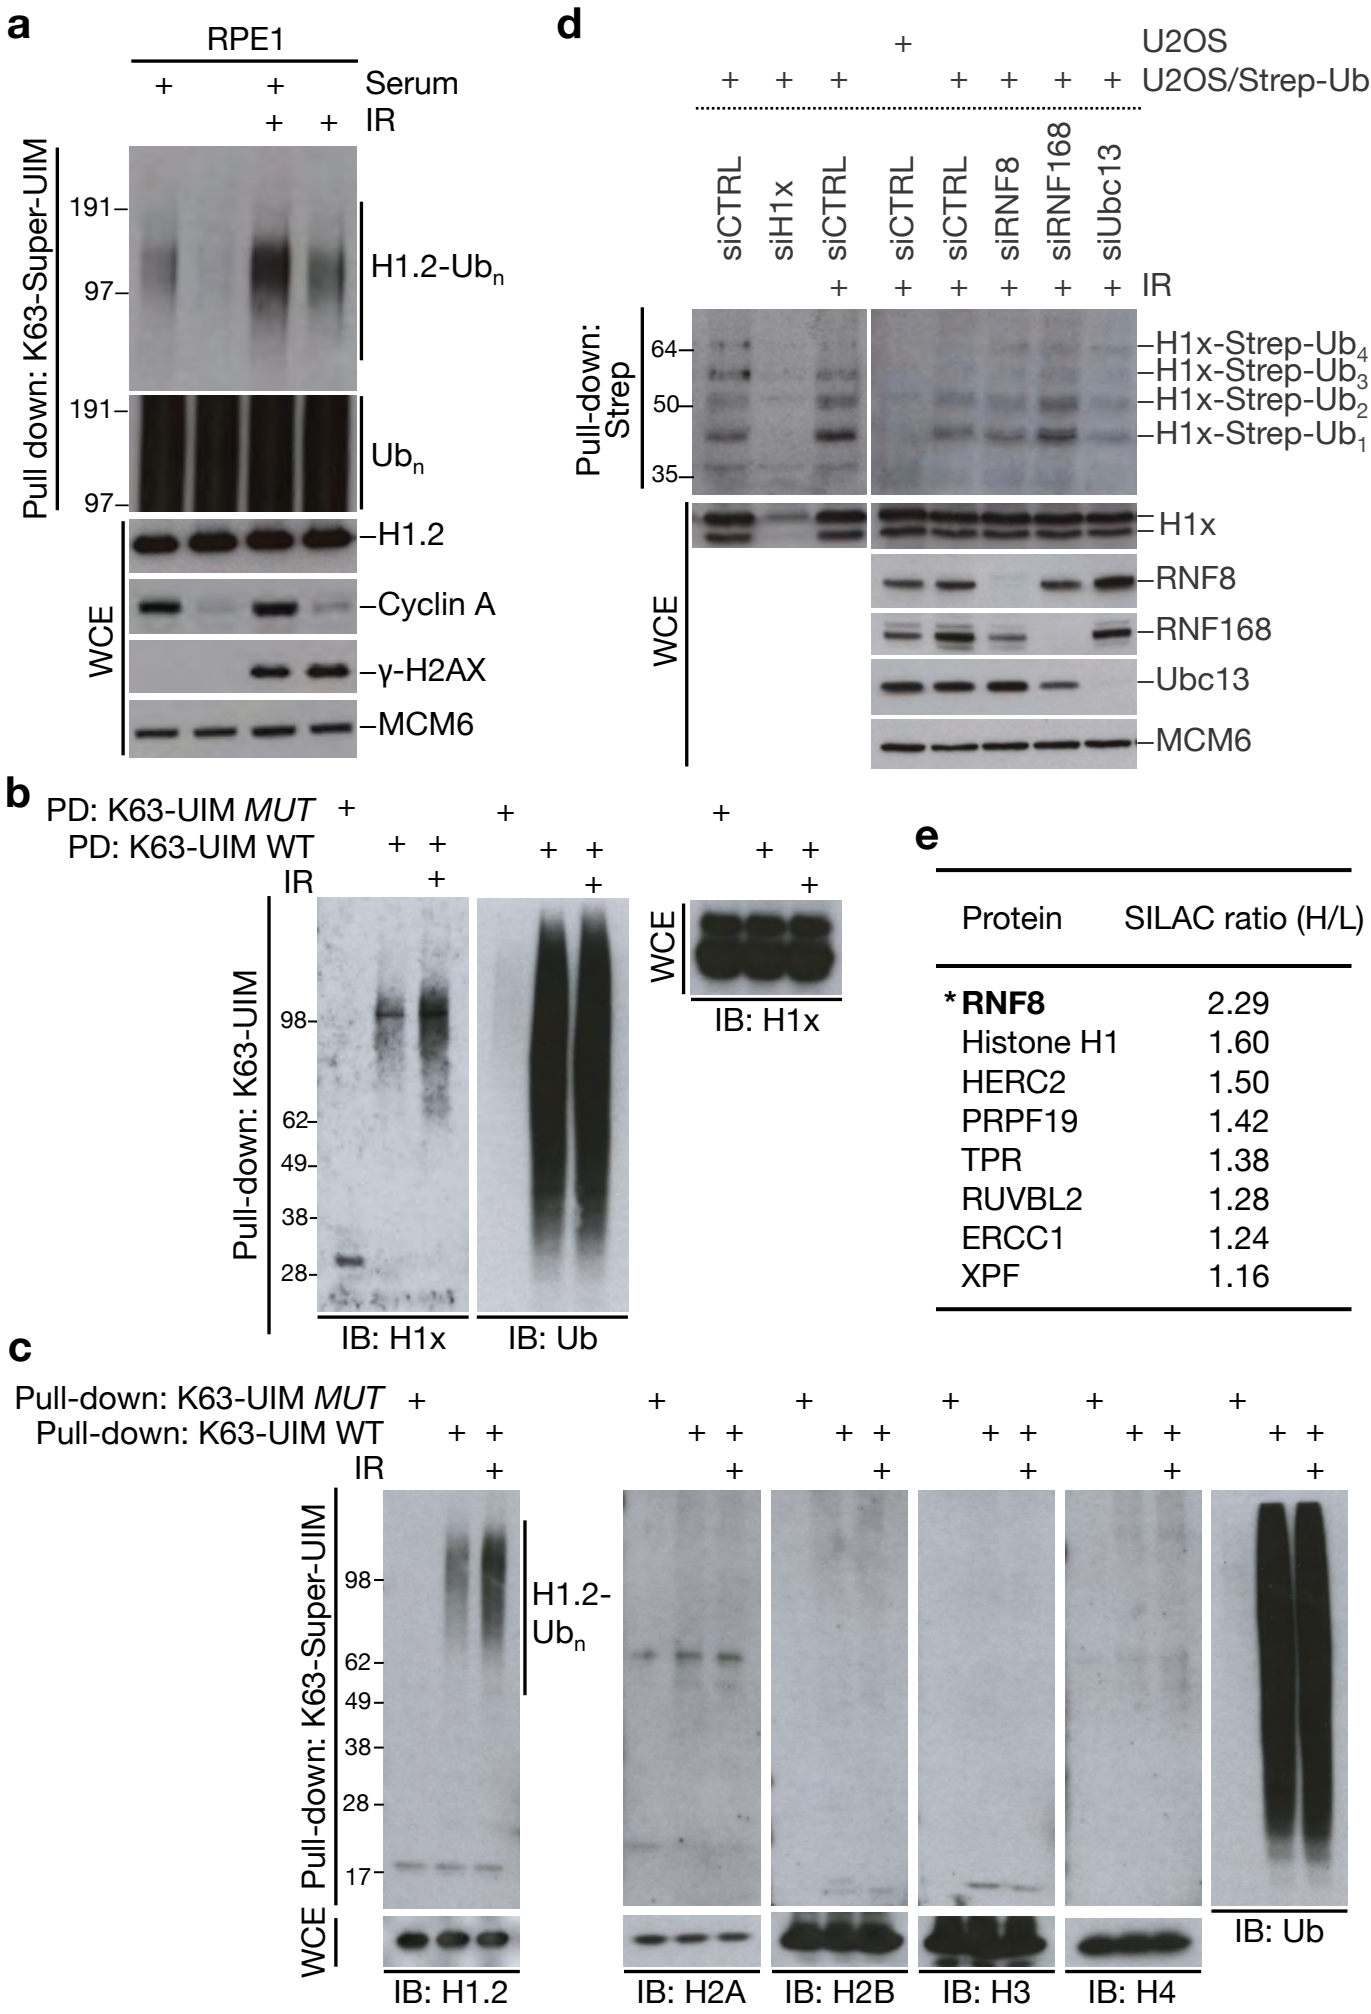 a
RPE1
+ + Serum
+ + IR
Pull down: K63-Super-UIM
191
97
H1.2-Ubn
191
97
Ubn
WCE
H1.2
Cyclin A
γ-H2AX
MCM6
d
+ U2OS
+ + + + + + + U2OS/Strep-Ub
siCTRL siH1x siCTRL siCTRL siCTRL siRNF8 siRNF168 siUbc13
+ + + + + + IR
Pull-down:
Strep
64
50
35
H1x-Strep-Ub4
H1x-Strep-Ub3
H1x-Strep-Ub2
H1x-Strep-Ub1
WCE
H1x
RNF8
RNF168
Ubc13
MCM6
b
PD: K63-UIM MUT + + +
PD: K63-UIM WT + + + + + +
IR + + +
Pull-down: K63-UIM
98
62
49
38
28
IB: H1x IB: Ub
WCE
IB: H1x
e
Protein SILAC ratio (H/L)
*RNF8 2.29
Histone H1 1.60
HERC2 1.50
PRPF19 1.42
TPR 1.38
RUVBL2 1.28
ERCC1 1.24
XPF 1.16
c
Pull-down: K63-UIM MUT + + + + + +
Pull-down: K63-UIM WT + + + + + + + + + + + +
IR + + + + + +
Pull-down: K63-Super-UIM
98
62
49
38
28
17
H1.2-
Ubn
WCE
IB: H1.2 IB: H2A IB: H2B IB: H3 IB: H4 IB: Ub